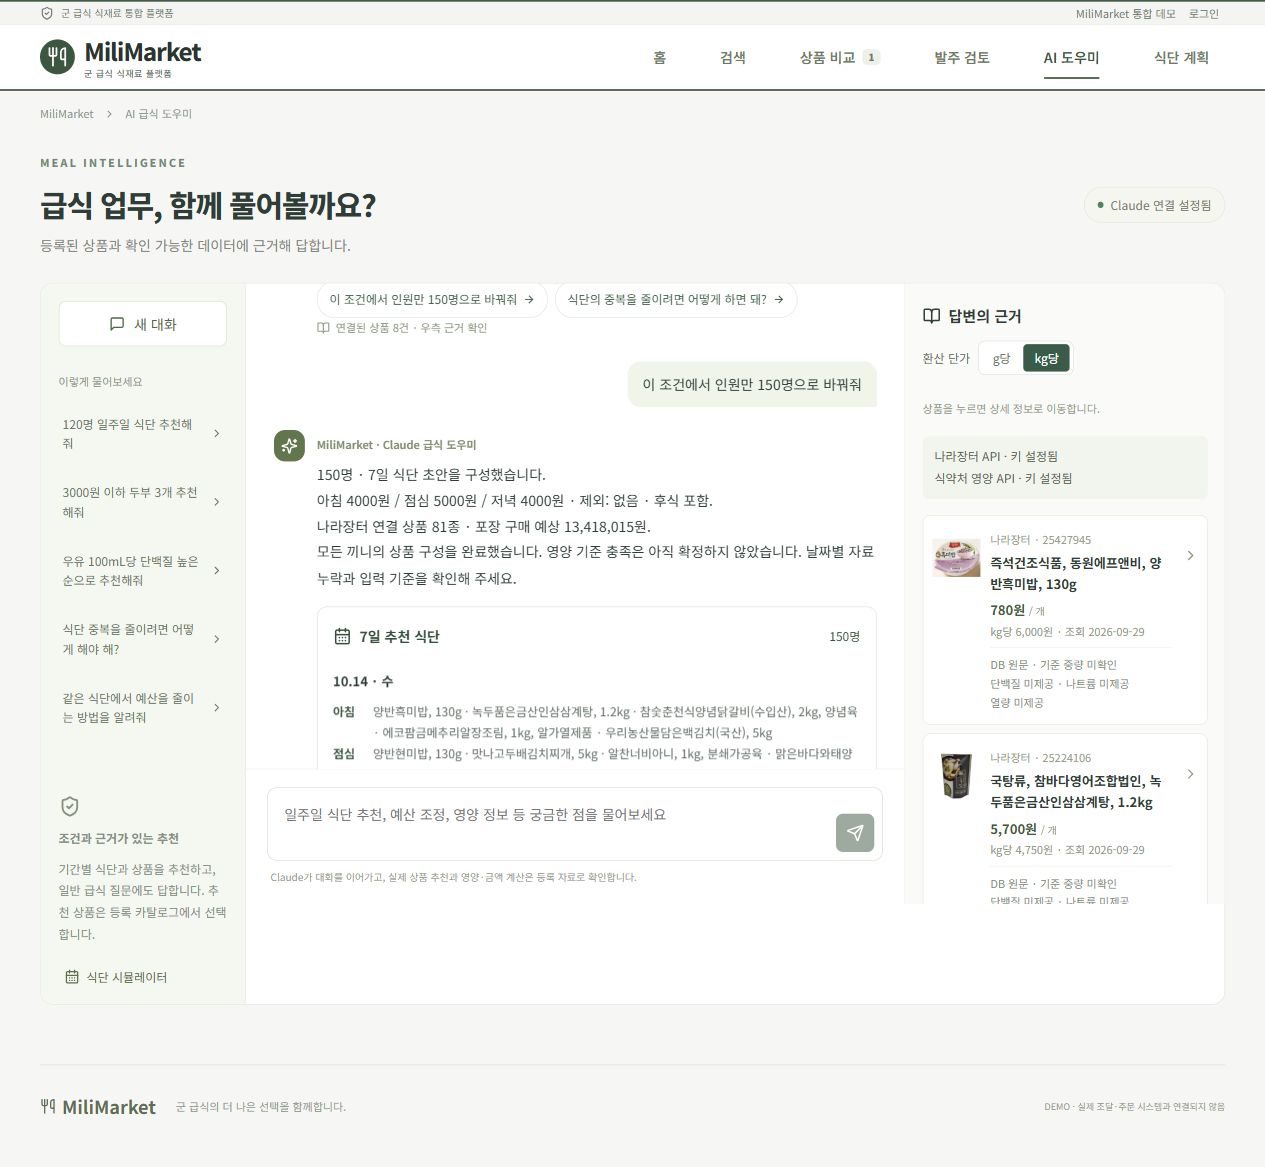 군 급식 식재료 통합 플랫폼
MiliMarket 통합 데모 로그인
MiliMarket
군 급식 식재료 플랫폼
홈 검색 상품 비교 1 발주 검토 AI 도우미 식단 계획
MiliMarket > AI 급식 도우미
MEAL INTELLIGENCE
급식 업무, 함께 풀어볼까요?
Claude 연결 설정됨
등록된 상품과 확인 가능한 데이터에 근거해 답합니다.
새 대화
이렇게 물어보세요
120명 일주일 식단 추천해
줘
3000원 이하 두부 3개 추천
해줘
우유 100mL당 단백질 높은
순으로 추천해줘
식단 중복을 줄이려면 어떻
게 해야 해?
같은 식단에서 예산을 줄이
는 방법을 알려줘
조건과 근거가 있는 추천
기간별 식단과 상품을 추천하고,
일반 급식 질문에도 답합니다. 추
천 상품은 등록 카탈로그에서 선택
합니다.
식단 시뮬레이터
이 조건에서 인원만 150명으로 바꿔줘 →
식단의 중복을 줄이려면 어떻게 하면 돼? →
연결된 상품 8건 · 우측 근거 확인
이 조건에서 인원만 150명으로 바꿔줘
MiliMarket · Claude 급식 도우미
150명 · 7일 식단 초안을 구성했습니다.
아침 4000원 / 점심 5000원 / 저녁 4000원 · 제외: 없음 · 후식 포함.
나라장터 연결 상품 81종 · 포장 구매 예상 13,418,015원.
모든 끼니의 상품 구성을 완료했습니다. 영양 기준 충족은 아직 확정하지 않았습니다. 날짜별 자료
누락과 입력 기준을 확인해 주세요.
7일 추천 식단
150명
10.14 · 수
아침 양반흑미밥, 130g · 녹두품은금산인삼삼계탕, 1.2kg · 참숯춘천식양념닭갈비(수입산), 2kg, 양념육
· 에코팜금메추리알장조림, 1kg, 알가열제품 · 우리농산물담은백김치(국산), 5kg
점심 양반현미밥, 130g · 맛나고두배김치찌개, 5kg · 알찬너비아니, 1kg, 분쇄가공육 · 맑은바다와태양
일주일 식단 추천, 예산 조정, 영양 정보 등 궁금한 점을 물어보세요
Claude가 대화를 이어가고, 실제 상품 추천과 영양·금액 계산은 등록 자료로 확인합니다.
답변의 근거
환산 단가 g당 kg당
상품을 누르면 상세 정보로 이동합니다.
나라장터 API · 키 설정됨
식약처 영양 API · 키 설정됨
나라장터 · 25427945
즉석건조식품, 동원에프앤비, 양
반흑미밥, 130g
780원 / 개
kg당 6,000원 · 조회 2026-09-29
DB 원문 · 기준 중량 미확인
단백질 미제공 · 나트륨 미제공
열량 미제공
나라장터 · 25224106
국탕류, 참바다영어조합법인, 녹
두품은금산인삼삼계탕, 1.2kg
5,700원 / 개
kg당 4,750원 · 조회 2026-09-29
DB 원문 · 기준 중량 미확인
단백질 미제공 · 나트륨 미제공
MiliMarket 군 급식의 더 나은 선택을 함께합니다.
DEMO · 실제 조달·주문 시스템과 연결되지 않음